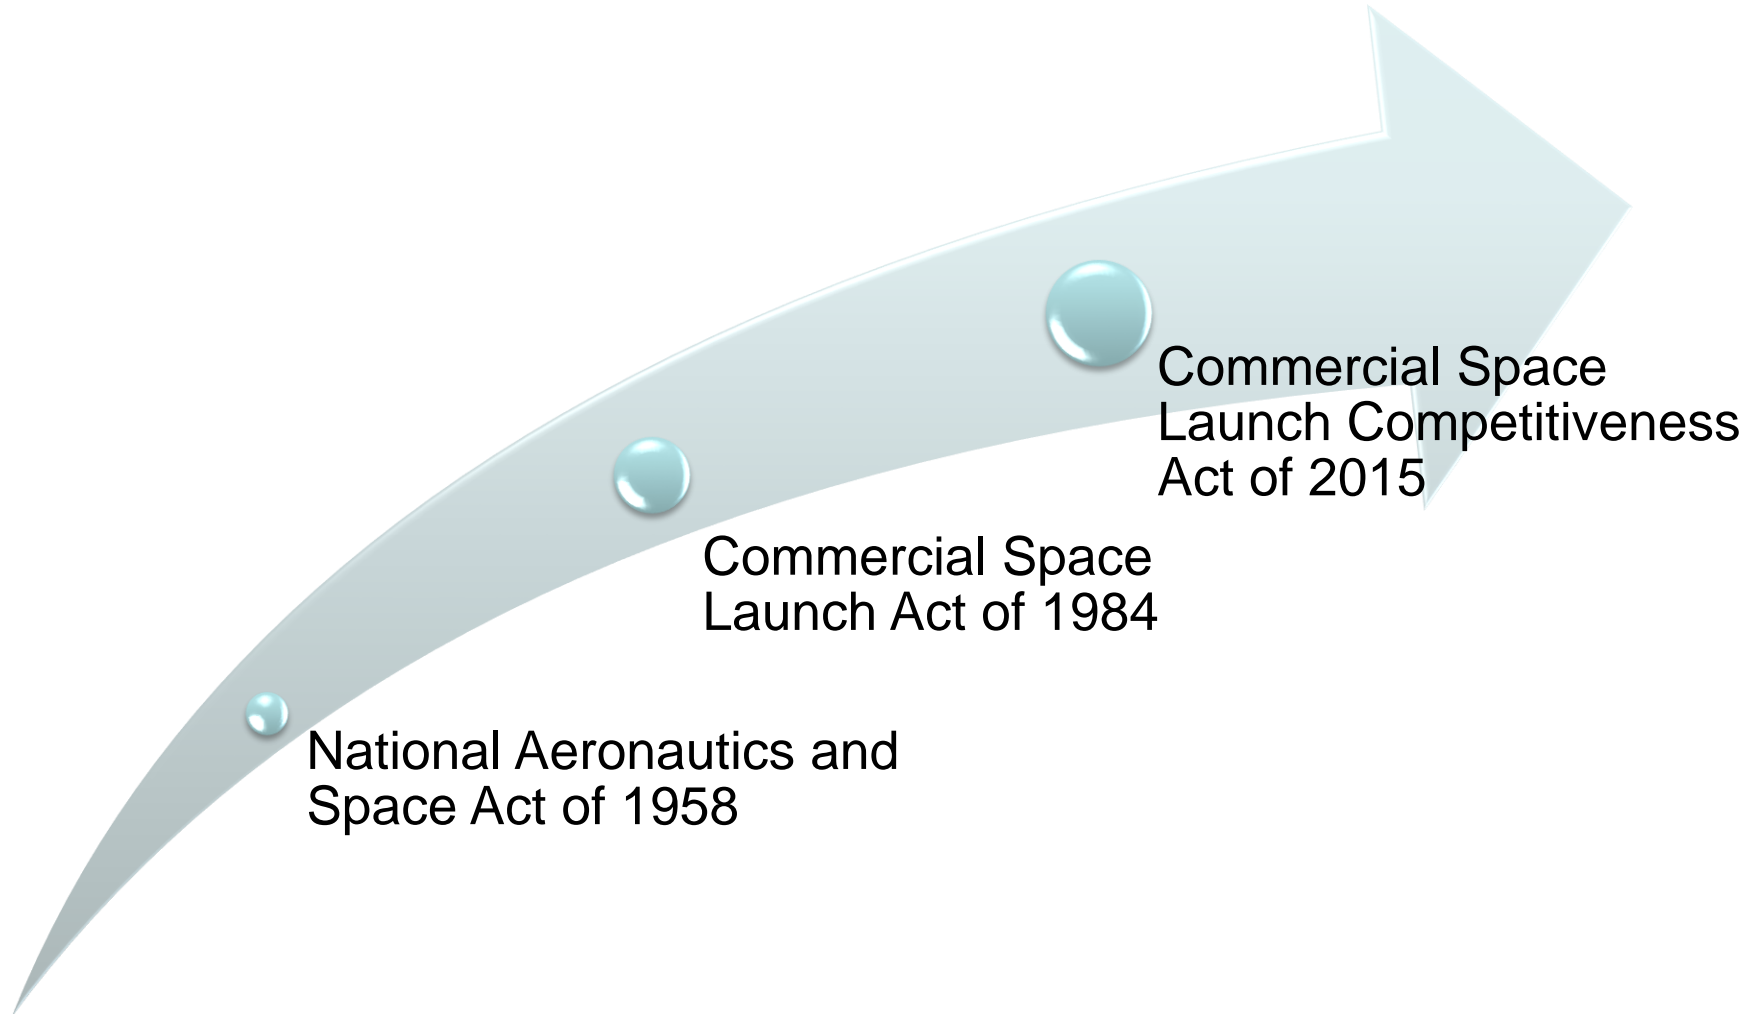 Commercial Space
Launch Competitiveness
Act of 2015
Commercial Space
Launch Act of 1984
National Aeronautics and
Space Act of 1958